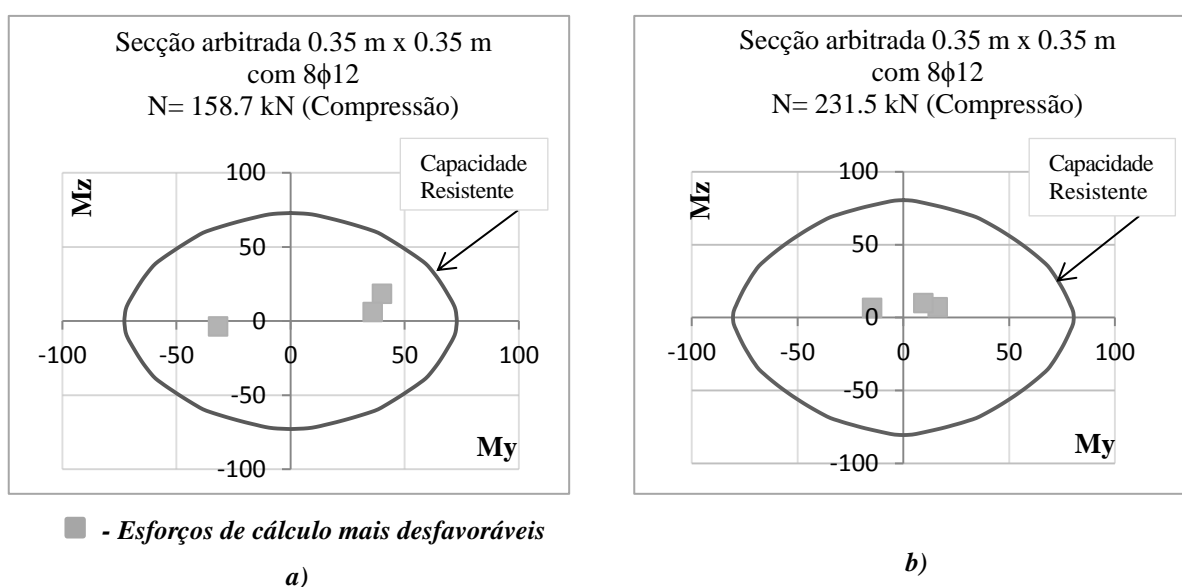 Secção arbitrada 0.35 m x 0.35 m
com 8ϕ12
N= 158.7 kN (Compressão)
Capacidade
Resistente
Mz
100
50
0
-50
-100
-100
-50
0
50
100
My
Secção arbitrada 0.35 m x 0.35 m
com 8ϕ12
N= 231.5 kN (Compressão)
Capacidade
Resistente
Mz
100
50
0
-50
-100
-100
-50
0
50
100
My
- Esforços de cálculo mais desfavoráveis
a)
b)